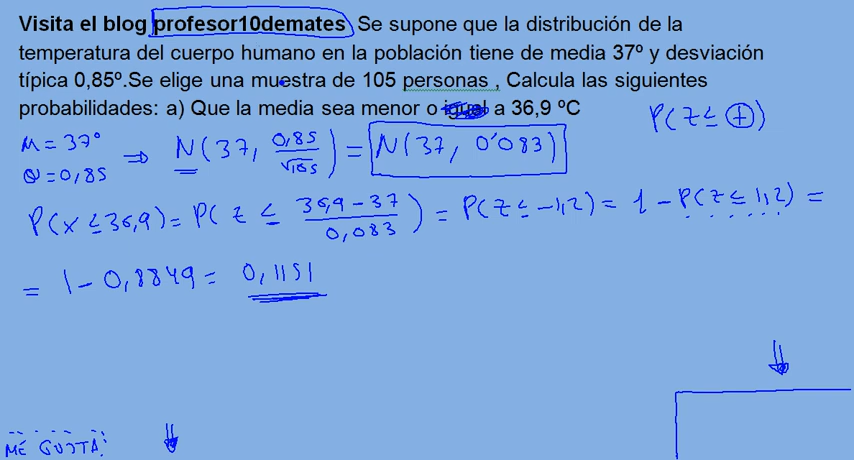 Visita el blog profesor10demates Se supone que la distribución de la
temperatura del cuerpo humano en la población tiene de media 37º y desviación
típica 0,85º.Se elige una muestra de 105 personas , Calcula las siguientes
probabilidades: a) Que la media sea menor o igual a 36,9 ºC
P(Z ≤ +)
M = 37°
σ = 0,85
⇒ N(37, 0,85/√105) = N(37, 0'083)
P(X ≤ 36,9) = P(Z ≤ (36,9 - 37)/0,083) = P(Z ≤ -1,2) = 1 - P(Z ≤ 1,2) =
= 1 - 0,8849 = 0,1151
ME GUSTA!